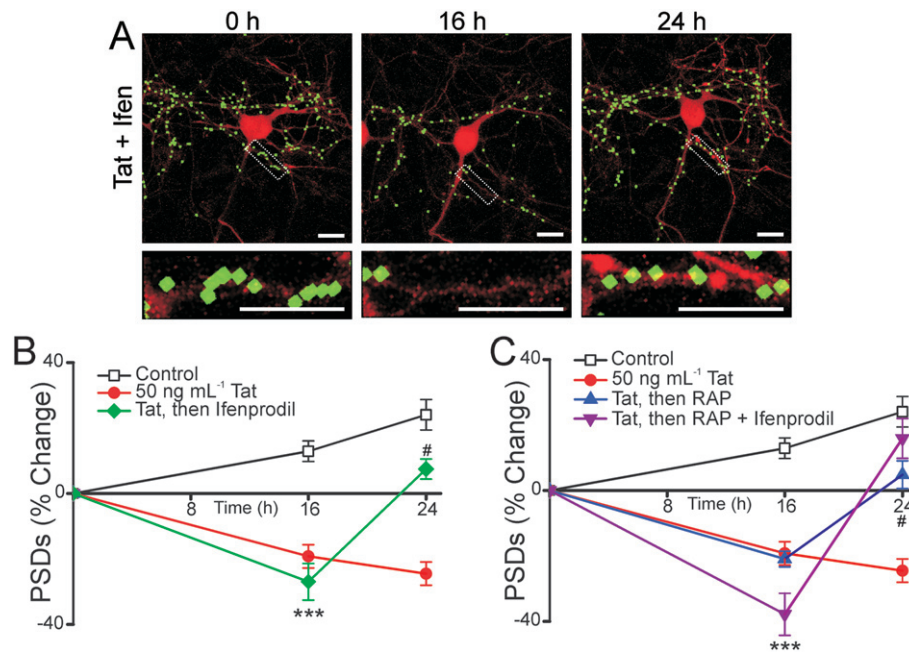 0 h 16 h 24 h
A
Tat + Ifen
B
40
Control
50 ng mL⁻¹ Tat
Tat, then Ifenprodil
#
0
8 Time (h) 16 24
PSDs (% Change)
***
-40
C
40
Control
50 ng mL⁻¹ Tat
Tat, then RAP
Tat, then RAP + Ifenprodil
0
8 Time (h) 16 24
#
PSDs (% Change)
***
-40